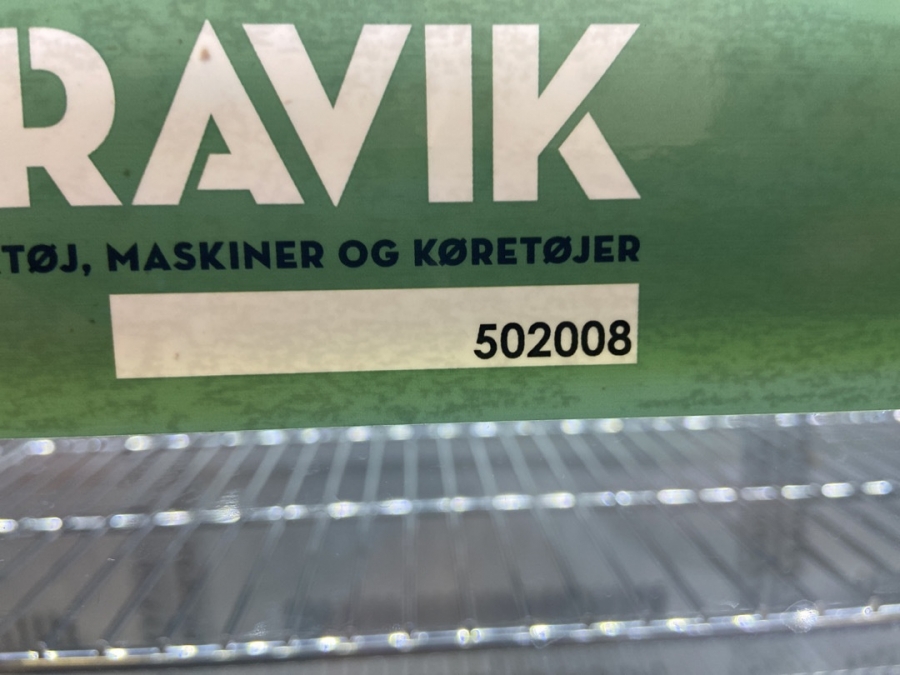 RAVIK
TØJ, MASKINER OG KØRETØJER
502008